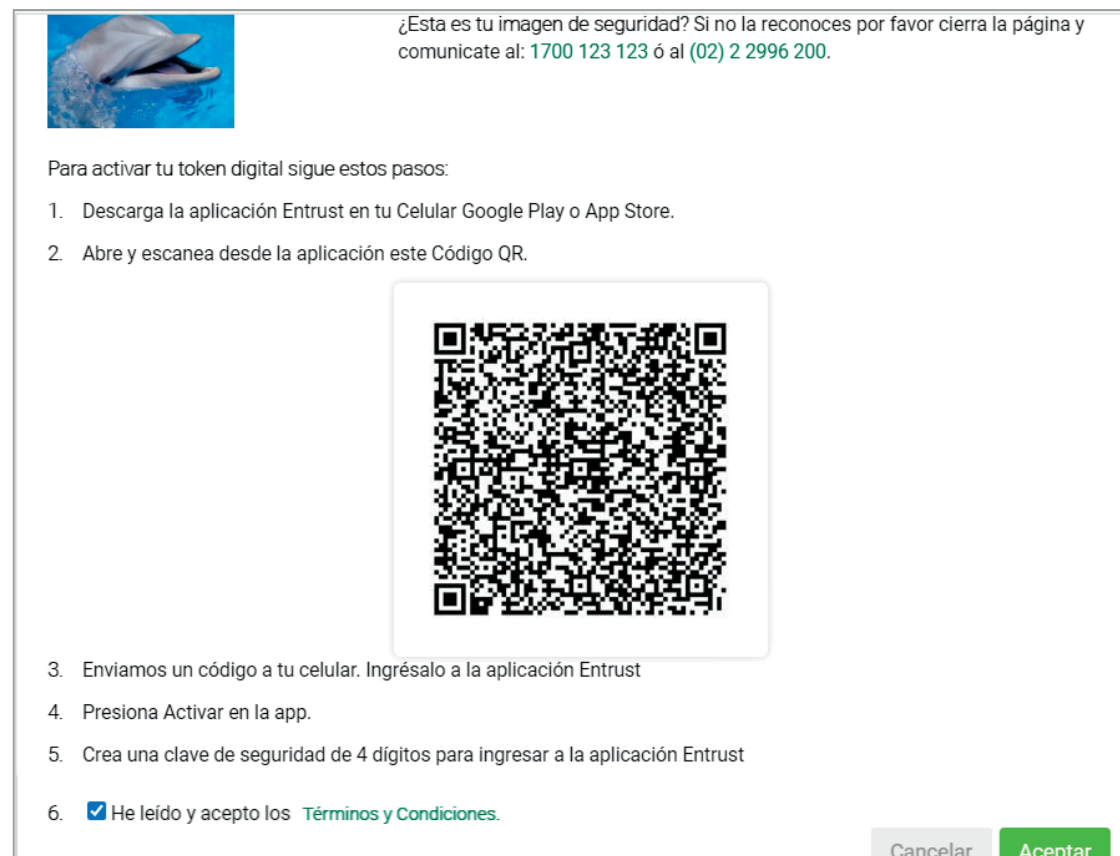 ¿Esta es tu imagen de seguridad? Si no la reconoces por favor cierra la página y
comunicate al: 1700 123 123 ó al (02) 2 2996 200.
Para activar tu token digital sigue estos pasos:
1. Descarga la aplicación Entrust en tu Celular Google Play o App Store.
2. Abre y escanea desde la aplicación este Código QR.
3. Enviamos un código a tu celular. Ingrésalo a la aplicación Entrust
4. Presiona Activar en la app.
5. Crea una clave de seguridad de 4 dígitos para ingresar a la aplicación Entrust
6. He leído y acepto los Términos y Condiciones.
Cancelar Aceptar